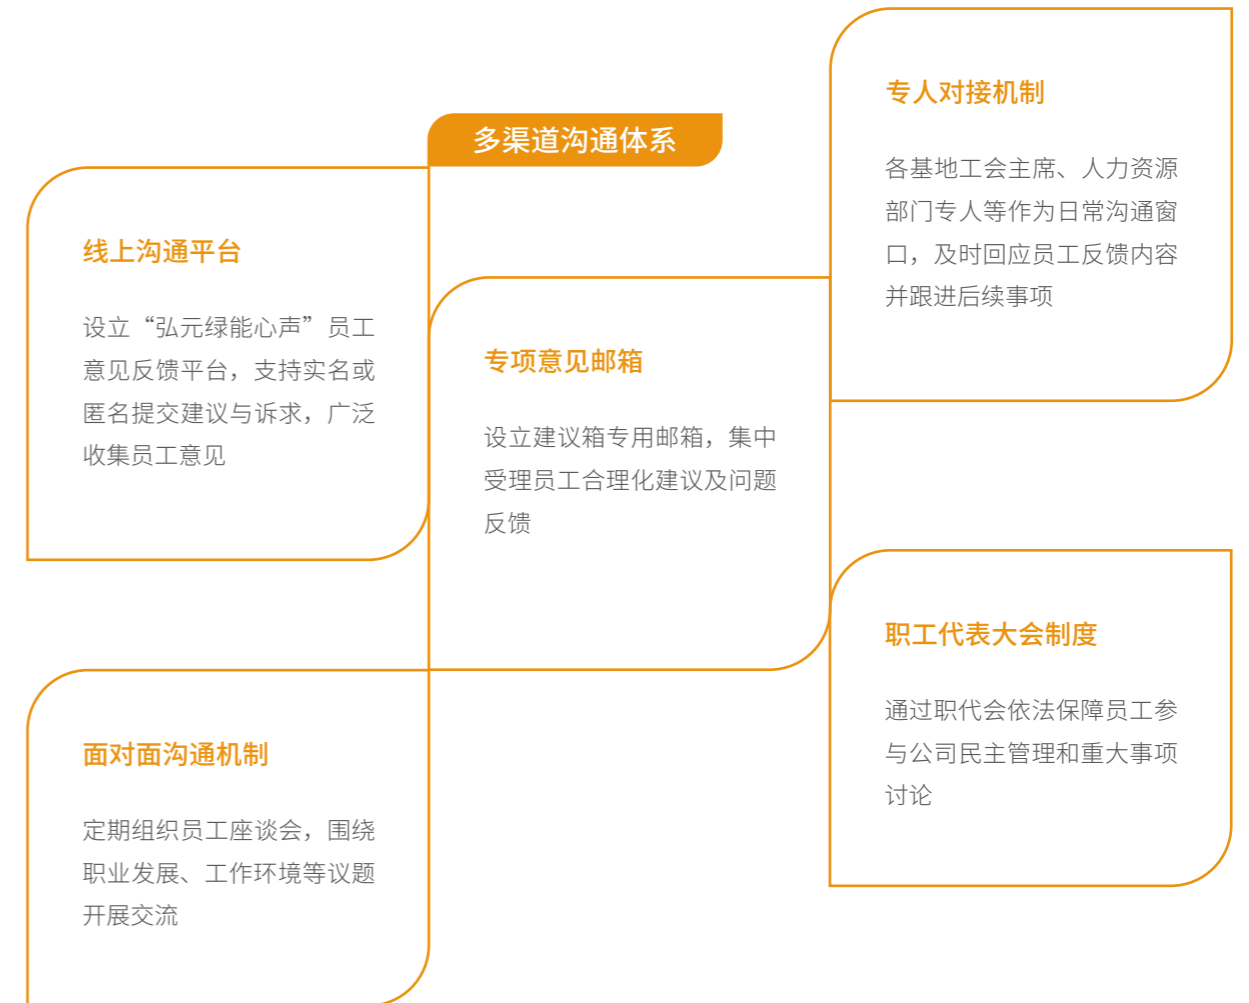 多渠道沟通体系
线上沟通平台
设立“弘元绿能心声”员工
意见反馈平台，支持实名或
匿名提交建议与诉求，广泛
收集员工意见
专项意见邮箱
设立建议箱专用邮箱，集中
受理员工合理化建议及问题
反馈
专人对接机制
各基地工会主席、人力资源
部门专人等作为日常沟通窗
口，及时回应员工反馈内容
并跟进后续事项
面对面沟通机制
定期组织员工座谈会，围绕
职业发展、工作环境等议题
开展交流
职工代表大会制度
通过职代会依法保障员工参
与公司民主管理和重大事项
讨论